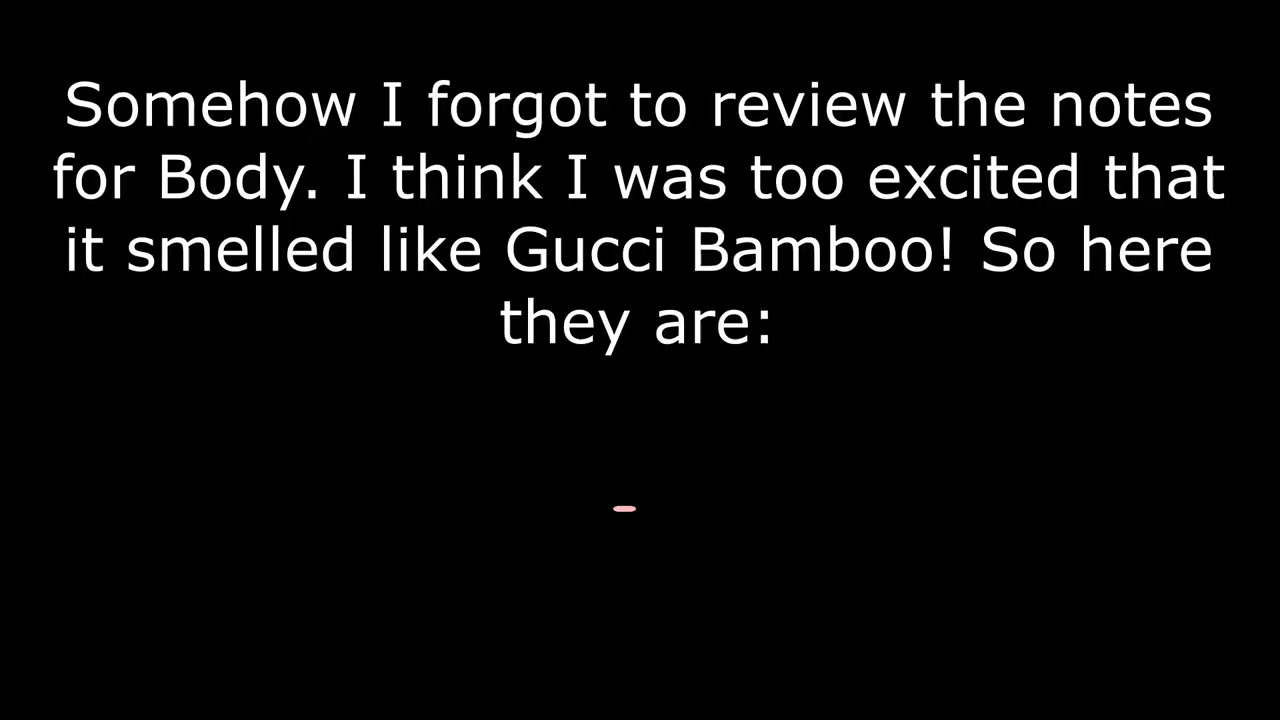 Somehow I forgot to review the notes
for Body. I think I was too excited that
it smelled like Gucci Bamboo! So here
they are: